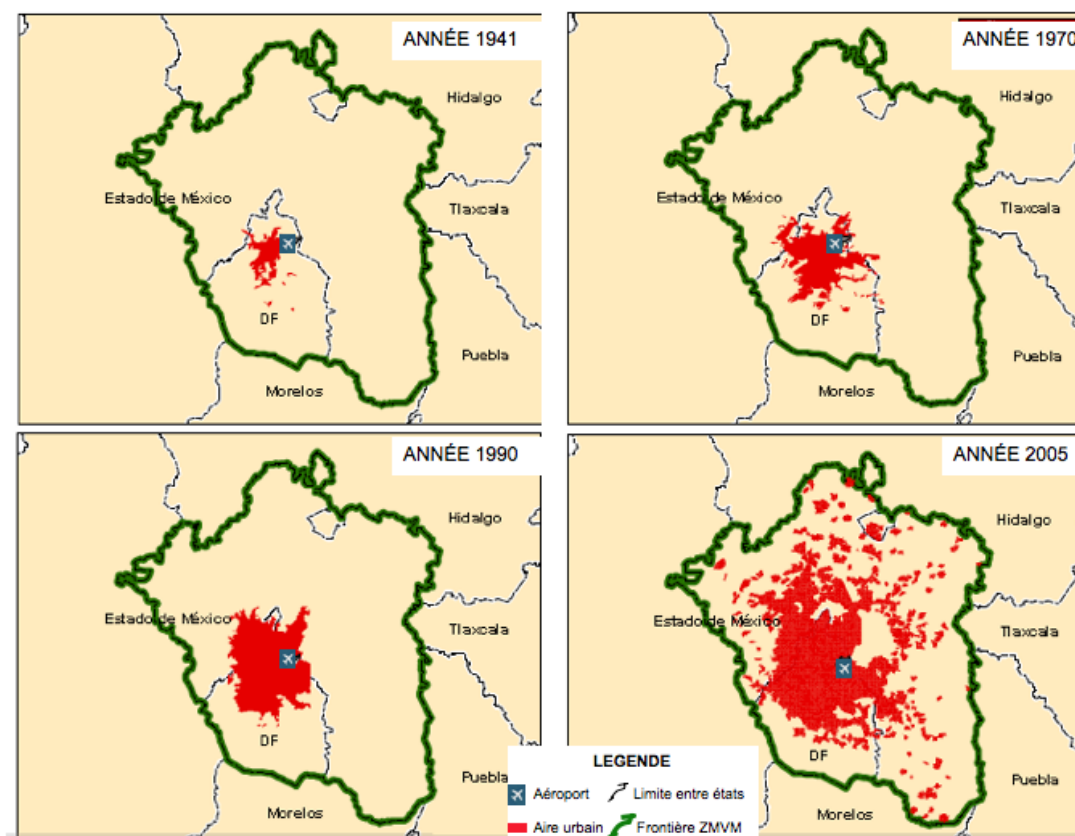 ANNÉE 1941
Hidalgo
Estado de México
Tlaxcala
DF
Puebla
Morelos
ANNÉE 1970
Hidalgo
Estado de México
Tlaxcala
DF
Puebla
Morelos
ANNÉE 1990
Hidalgo
Estado de México
Tlaxcala
DF
Puebla
Morelos
ANNÉE 2005
Hidalgo
Estado de México
Tlaxcala
DF
Puebla
Morelos
LEGENDE
Aéroport Limite entre états
Aire urbain Frontière ZMVM